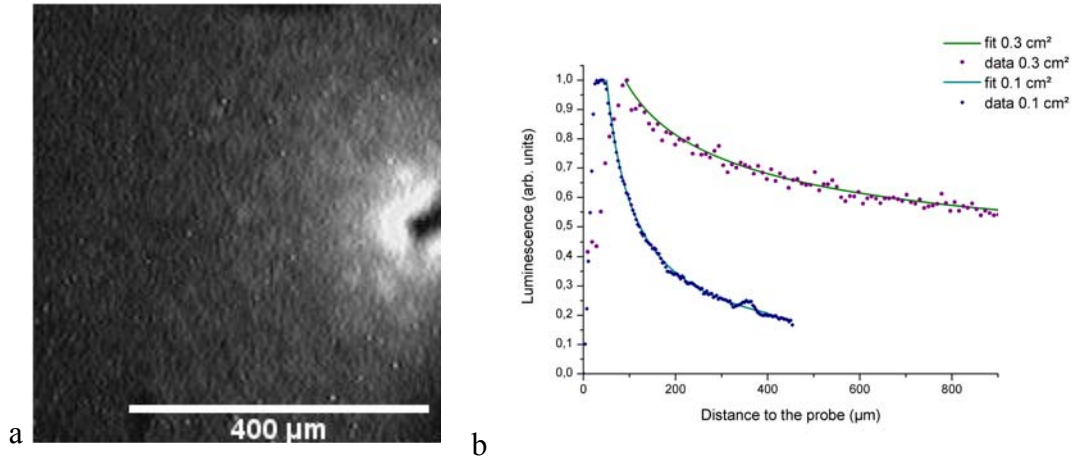 400 µm
a
fit 0.3 cm²
data 0.3 cm²
fit 0.1 cm²
data 0.1 cm²
1,0
0,9
0,8
0,7
0,6
0,5
0,4
0,3
0,2
0,1
0,0
Luminescence (arb. units)
0 200 400 600 800
Distance to the probe (µm)
b